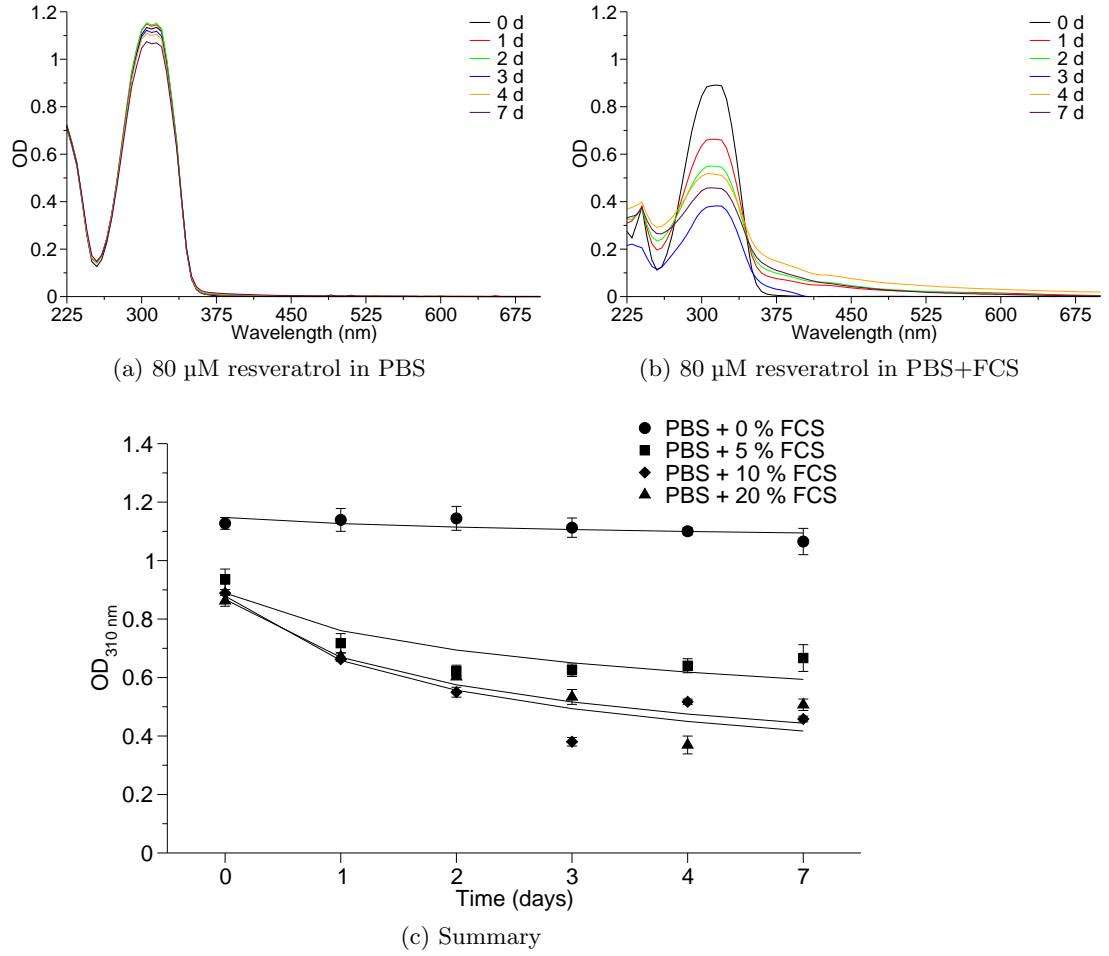 1.2
1
0.8
0.6
0.4
0.2
0
OD
225 300 375 450 525 600 675
Wavelength (nm)
0 d
1 d
2 d
3 d
4 d
7 d
(a) 80 µM resveratrol in PBS
1.2
1
0.8
0.6
0.4
0.2
0
OD
225 300 375 450 525 600 675
Wavelength (nm)
0 d
1 d
2 d
3 d
4 d
7 d
(b) 80 µM resveratrol in PBS+FCS
PBS + 0 % FCS
PBS + 5 % FCS
PBS + 10 % FCS
PBS + 20 % FCS
1.4
1.2
1
0.8
0.6
0.4
0.2
0
OD310 nm
0 1 2 3 4 7
Time (days)
(c) Summary